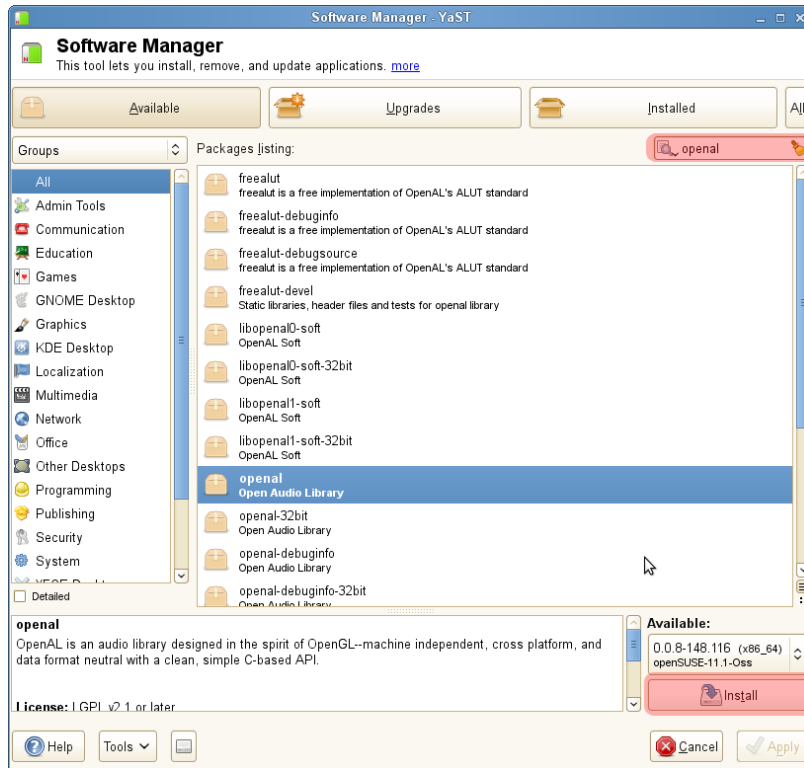 Software Manager - YaST
Software Manager
This tool lets you install, remove, and update applications. more
Available
Upgrades
Installed
All
Groups
Packages listing:
openal
All
Admin Tools
Communication
Education
Games
GNOME Desktop
Graphics
KDE Desktop
Localization
Multimedia
Network
Office
Other Desktops
Programming
Publishing
Security
System
Detailed
freealut
freealut is a free implementation of OpenAL's ALUT standard
freealut-debuginfo
freealut is a free implementation of OpenAL's ALUT standard
freealut-debugsource
freealut is a free implementation of OpenAL's ALUT standard
freealut-devel
Static libraries, header files and tests for openal library
libopenal0-soft
OpenAL Soft
libopenal0-soft-32bit
OpenAL Soft
libopenal1-soft
OpenAL Soft
libopenal1-soft-32bit
OpenAL Soft
openal
Open Audio Library
openal-32bit
Open Audio Library
openal-debuginfo
Open Audio Library
openal-debuginfo-32bit
Open Audio Library
openal
OpenAL is an audio library designed in the spirit of OpenGL--machine independent, cross platform, and
data format neutral with a clean, simple C-based API.
License: LGPL v2.1 or later
Available:
0.0.8-148.116 (x86_64)
openSUSE-11.1-Oss
Install
Help
Tools
Cancel
Apply